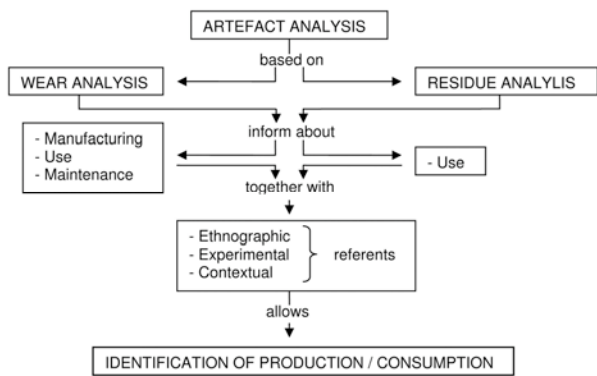 ARTEFACT ANALYSIS
based on
WEAR ANALYSIS
RESIDUE ANALYLIS
inform about
- Manufacturing
- Use
- Maintenance
- Use
together with
- Ethnographic
- Experimental
- Contextual
referents
allows
IDENTIFICATION OF PRODUCTION / CONSUMPTION